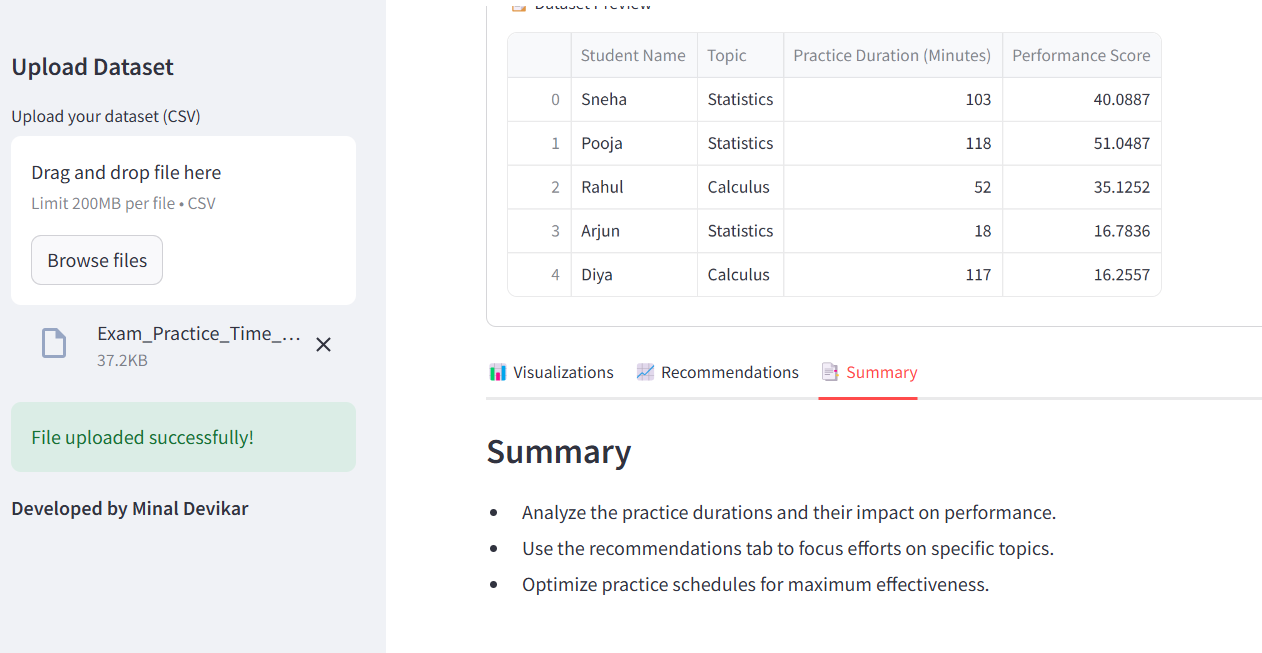 Upload Dataset
Upload your dataset (CSV)
Drag and drop file here
Limit 200MB per file • CSV
Browse files
Exam_Practice_Time_...
37.2KB
File uploaded successfully!
Developed by Minal Devikar
Dataset Preview
Student Name Topic Practice Duration (Minutes) Performance Score
0 Sneha Statistics 103 40.0887
1 Pooja Statistics 118 51.0487
2 Rahul Calculus 52 35.1252
3 Arjun Statistics 18 16.7836
4 Diya Calculus 117 16.2557
Visualizations Recommendations Summary
Summary
• Analyze the practice durations and their impact on performance.
• Use the recommendations tab to focus efforts on specific topics.
• Optimize practice schedules for maximum effectiveness.